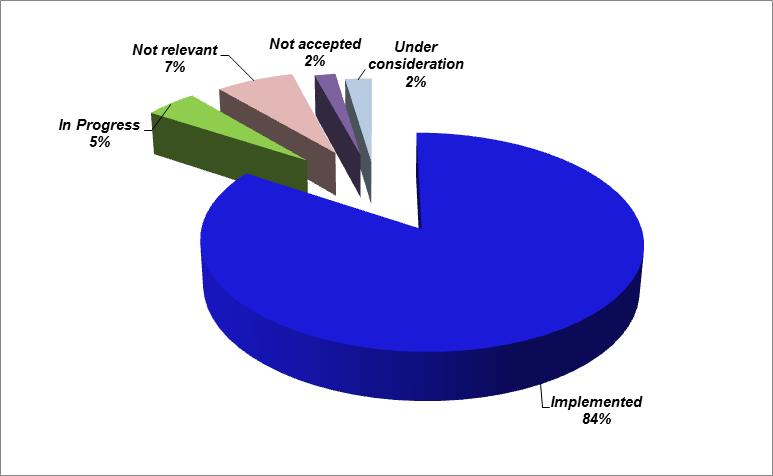 Not relevant
7%
Not accepted
2%
Under
consideration
2%
In Progress
5%
Implemented
84%